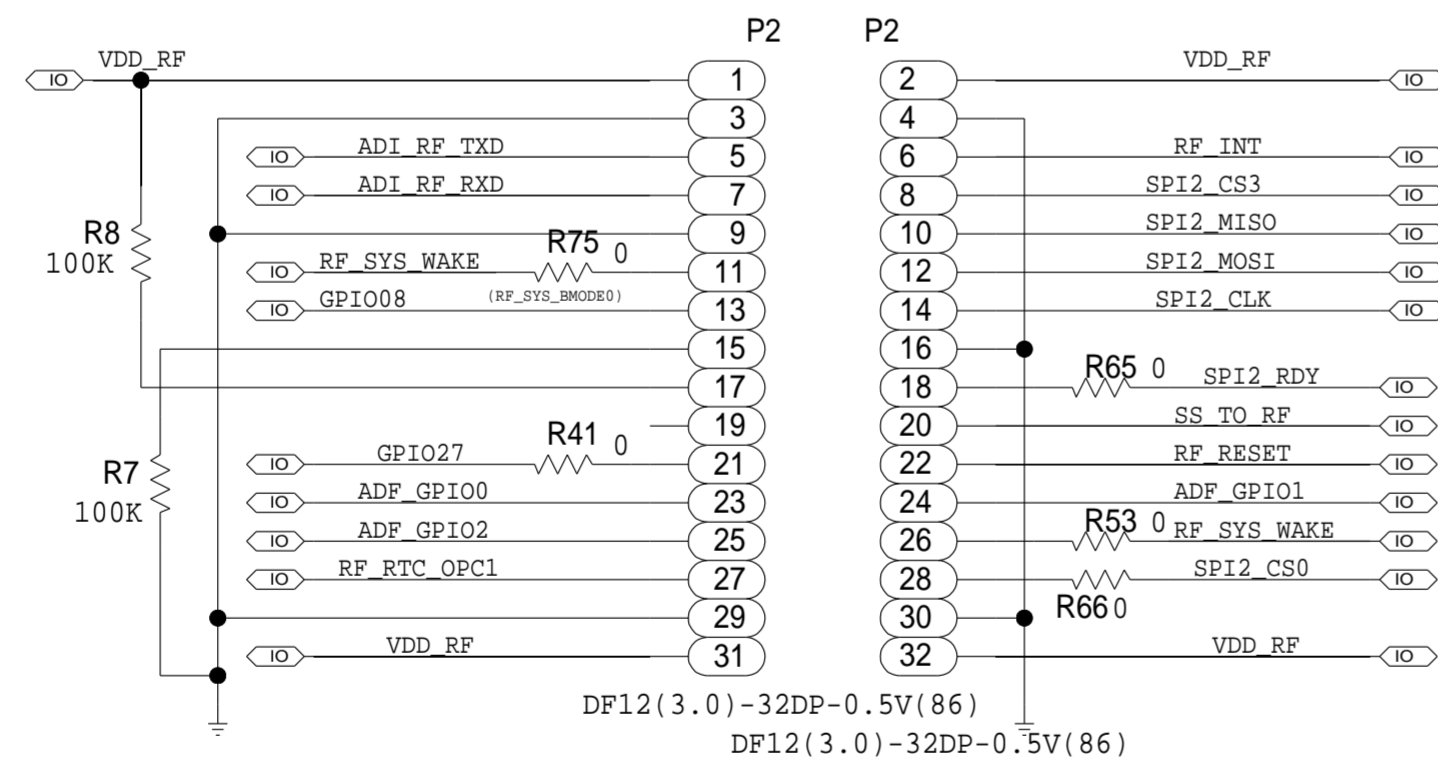 P2 P2
VDD_RF VDD_RF
IO 1 2 IO
3 4
IO ADI_RF_TXD 5 6 RF_INT IO
IO ADI_RF_RXD 7 8 SPI2_CS3 IO
R8 9 10 SPI2_MISO IO
100K R75 0
IO RF_SYS_WAKE 11 12 SPI2_MOSI IO
(RF_SYS_BMODE0)
IO GPIO08 13 14 SPI2_CLK IO
15 16
17 18 R65 0 SPI2_RDY IO
19 20 SS_TO_RF IO
R41 0
IO GPIO27 21 22 RF_RESET IO
R7
100K
IO ADF_GPIO0 23 24 ADF_GPIO1 IO
IO ADF_GPIO2 25 26 R53 0 RF_SYS_WAKE IO
IO RF_RTC_OPC1 27 28 SPI2_CS0 IO
R66 0
29 30
IO VDD_RF 31 32 VDD_RF IO
DF12(3.0)-32DP-0.5V(86)
DF12(3.0)-32DP-0.5V(86)